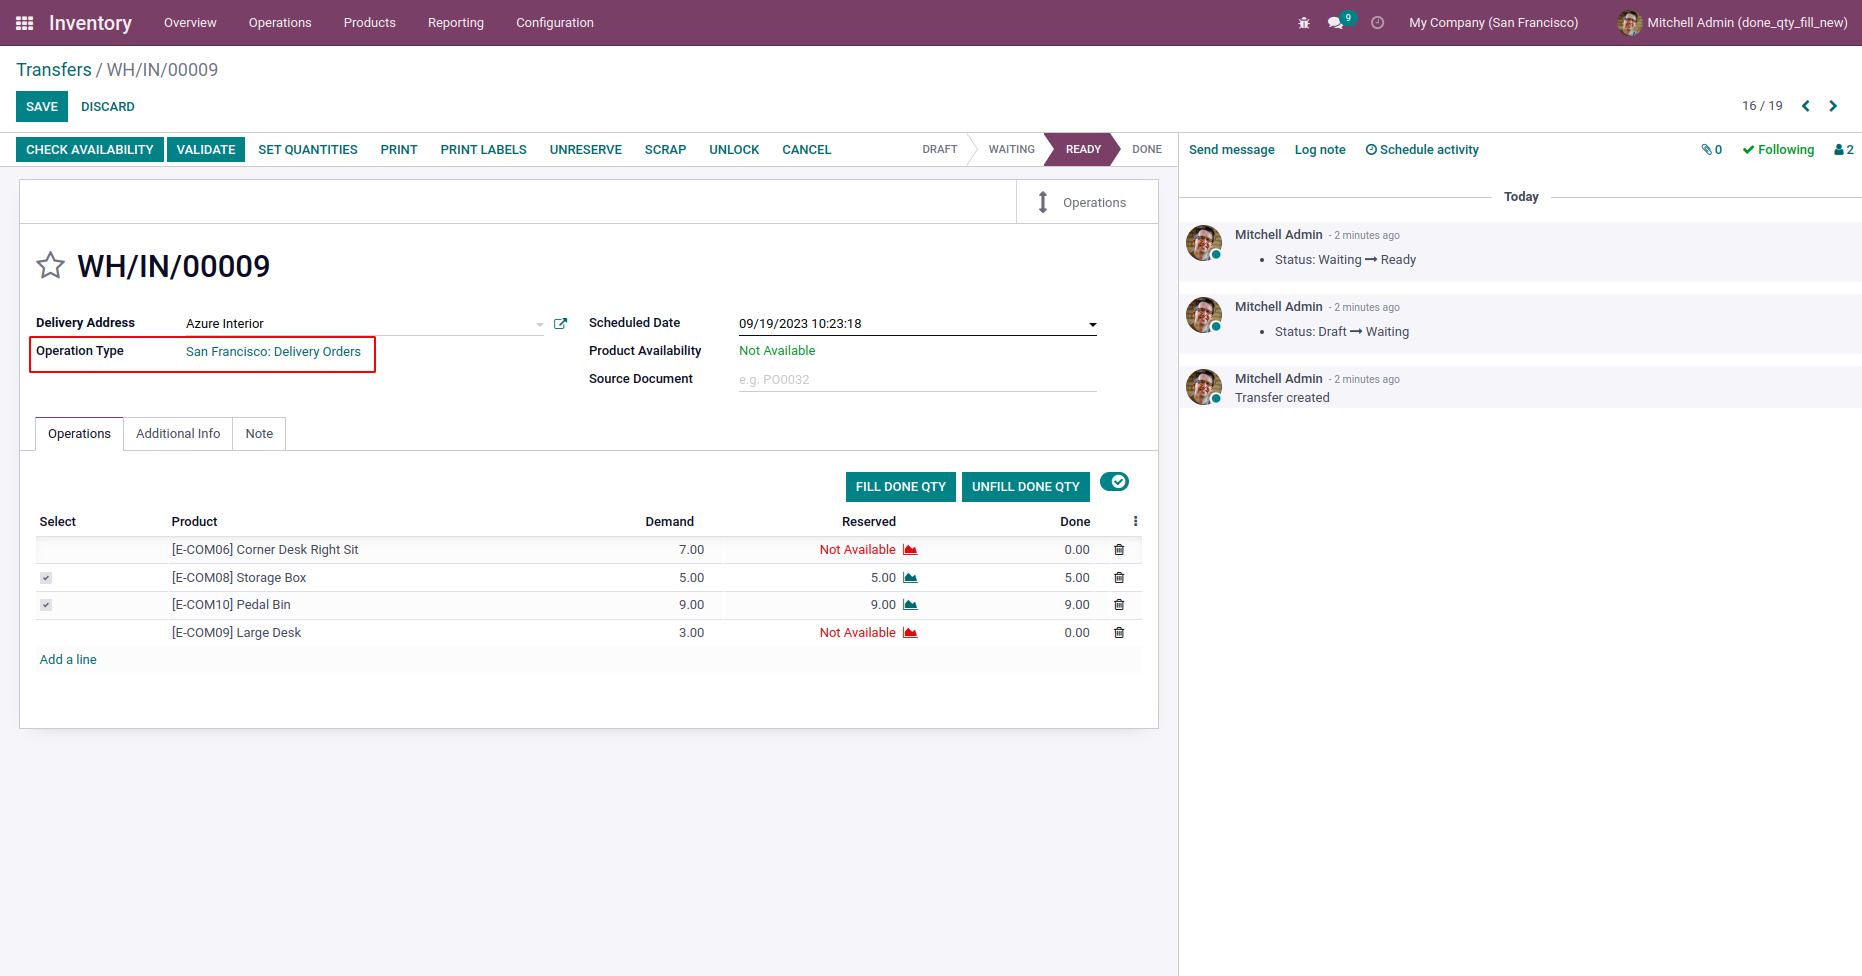 Inventory Overview Operations Products Reporting Configuration 9 My Company (San Francisco) Mitchell Admin (done_qty_fill_new)
Transfers / WH/IN/00009
SAVE DISCARD 16 / 19
CHECK AVAILABILITY VALIDATE SET QUANTITIES PRINT PRINT LABELS UNRESERVE SCRAP UNLOCK CANCEL DRAFT WAITING READY DONE
Operations
WH/IN/00009
Delivery Address Azure Interior Scheduled Date 09/19/2023 10:23:18
Operation Type San Francisco: Delivery Orders Product Availability Not Available
Source Document e.g. PO0032
Operations Additional Info Note
FILL DONE QTY UNFILL DONE QTY
Select Product Demand Reserved Done
[E-COM06] Corner Desk Right Sit 7.00 Not Available 0.00
[E-COM08] Storage Box 5.00 5.00 5.00
[E-COM10] Pedal Bin 9.00 9.00 9.00
[E-COM09] Large Desk 3.00 Not Available 0.00
Add a line
Send message Log note Schedule activity 0 Following 2
Today
Mitchell Admin - 2 minutes ago
• Status: Waiting → Ready
Mitchell Admin - 2 minutes ago
• Status: Draft → Waiting
Mitchell Admin - 2 minutes ago
Transfer created